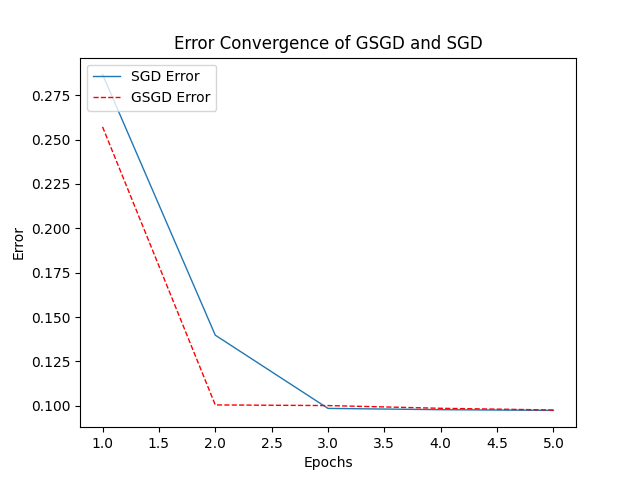 Error Convergence of GSGD and SGD
SGD Error
GSGD Error
0.275
0.250
0.225
0.200
0.175
0.150
0.125
0.100
Error
1.0 1.5 2.0 2.5 3.0 3.5 4.0 4.5 5.0
Epochs